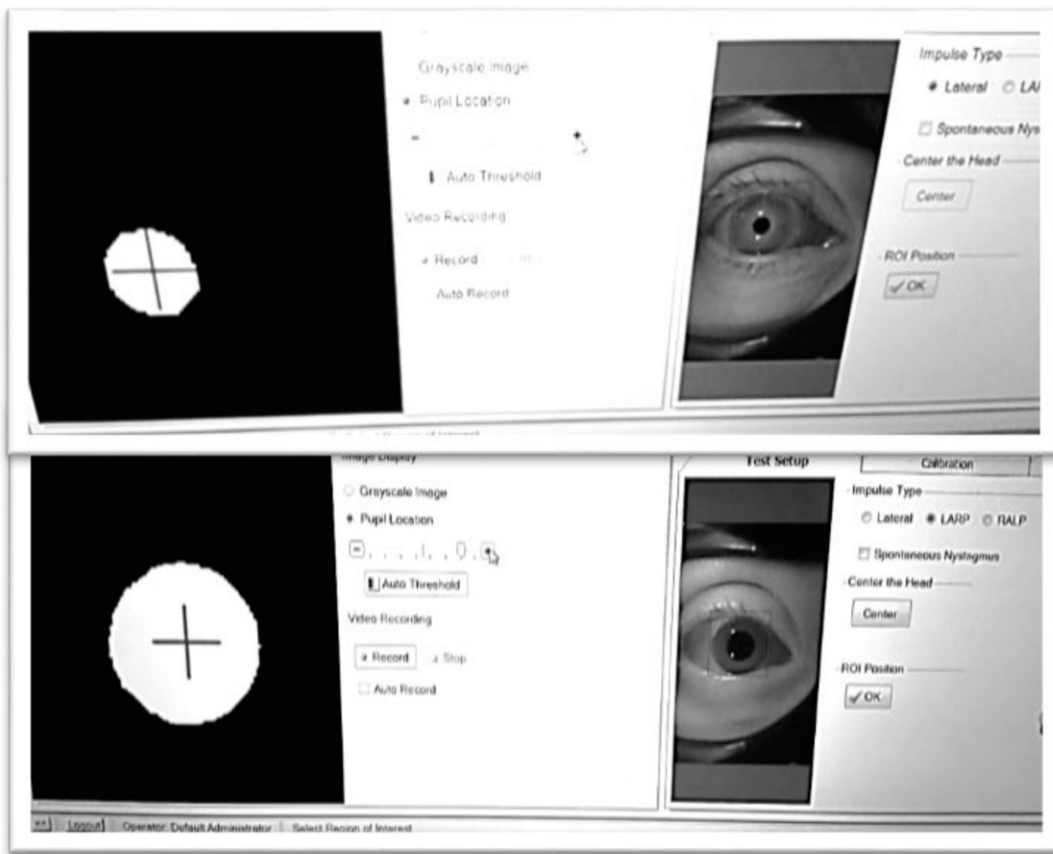 Grayscale Image
Pupil Location
Auto Threshold
Video Recording
Record
Auto Record
Impulse Type
Lateral LA
Spontaneous Nys
Center the Head
Center
ROI Position
OK
Image Display
Grayscale Image
Pupil Location
Auto Threshold
Video Recording
Record Stop
Auto Record
Test Setup Calibration
Impulse Type
Lateral LARP RALP
Spontaneous Nystagmus
Center the Head
Center
ROI Position
OK
<< Logout Operator: Default Administrator Select Region of Interest